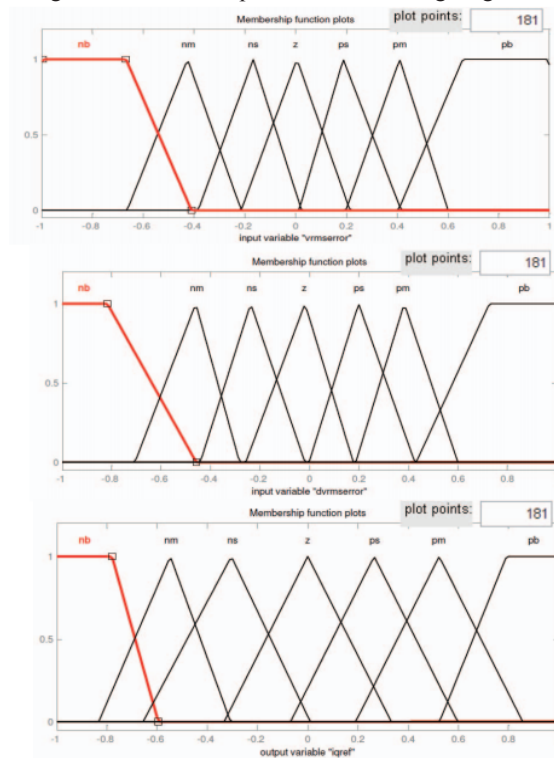 Membership function plots
plot points: 181
nb nm ns z ps pm pb
1
0.5
0
-1 -0.8 -0.6 -0.4 -0.2 0 0.2 0.4 0.6 0.8 1
input variable "vrmserror"
Membership function plots
plot points: 181
nb nm ns z ps pm pb
1
0.5
0
-1 -0.8 -0.6 -0.4 -0.2 0 0.2 0.4 0.6 0.8
input variable "dvrmserror"
Membership function plots
plot points: 181
nb nm ns z ps pm pb
1
0.5
0
-1 -0.8 -0.6 -0.4 -0.2 0 0.2 0.4 0.6 0.8
output variable "iqref"